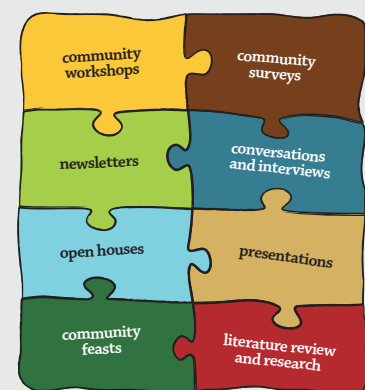 community
workshops
community
surveys
newsletters
conversations
and interviews
open houses
presentations
community
feasts
literature review
and research